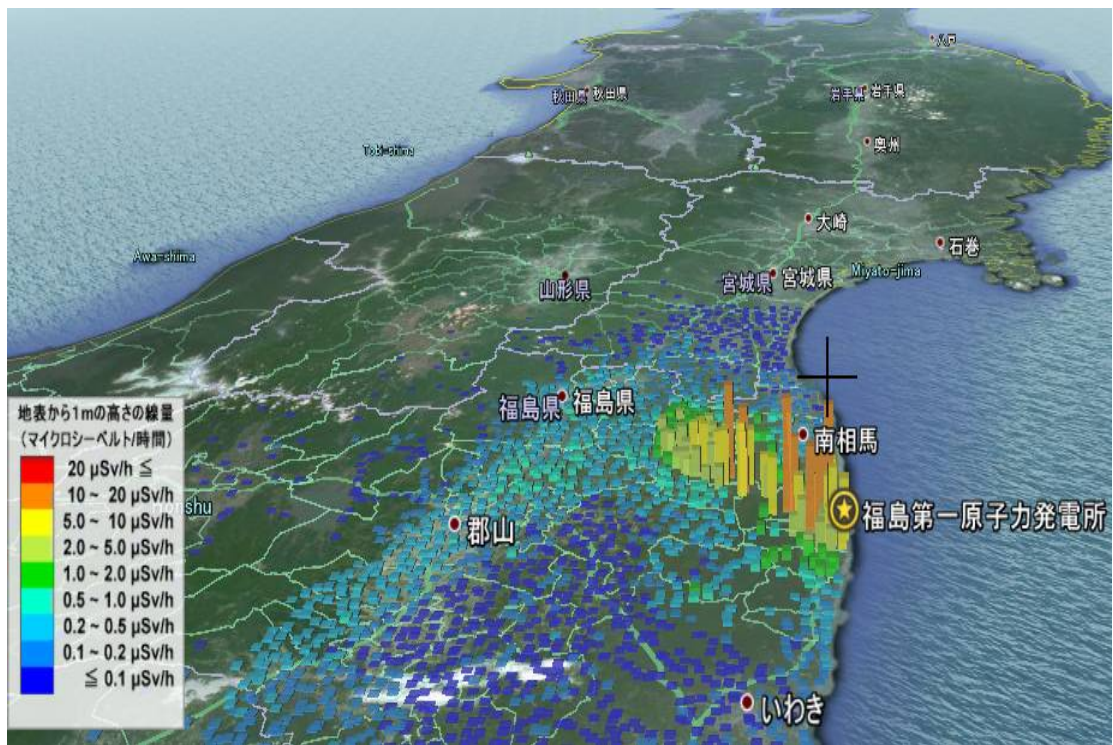 八戸
秋田県 秋田県
岩手県 岩手県
奥州
Tobi-shima
大崎
石巻
Awa-shima
Miyato-jima
山形県
宮城県 宮城県
福島県 福島県
南相馬
福島第一原子力発電所
郡山
いわき
Honshu
地表から1mの高さの線量
(マイクロシーベルト/時間)
20 μSv/h ≦
10 ~ 20 μSv/h
5.0 ~ 10 μSv/h
2.0 ~ 5.0 μSv/h
1.0 ~ 2.0 μSv/h
0.5 ~ 1.0 μSv/h
0.2 ~ 0.5 μSv/h
0.1 ~ 0.2 μSv/h
≦ 0.1 μSv/h